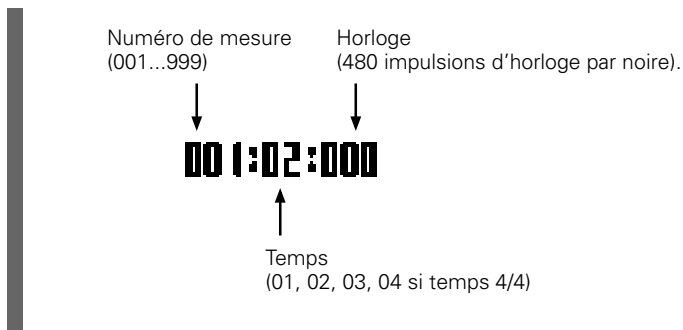 Numéro de mesure
(001...999)
Horloge
(480 impulsions d'horloge par noire).
001:02:000
Temps
(01, 02, 03, 04 si temps 4/4)